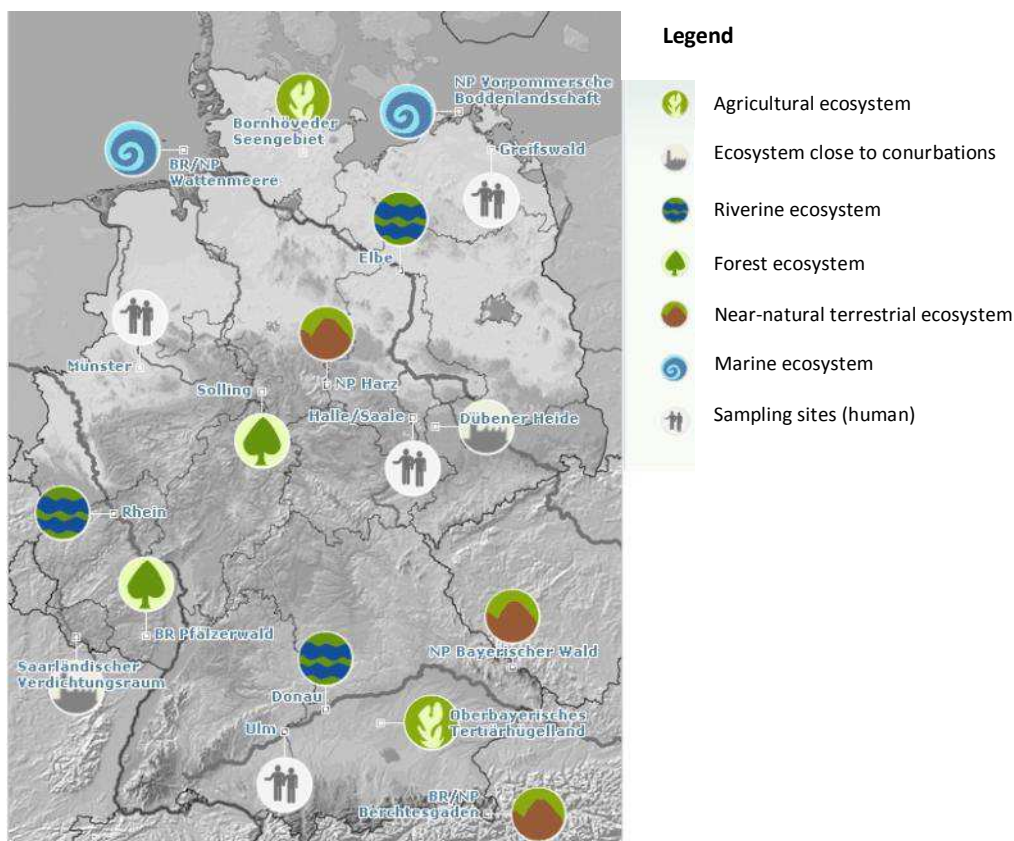 Legend
NP Vorpommersche
Boddenlandschaft
Bornhöveder
Seengebiet
Greifswald
BR/NP
Wattenmeere
Elbe
Münster
Solling
NP Harz
Halle/Saale
Dübener Heide
Rhein
BR Pfälzerwald
NP Bayerischer Wald
Saarländischer
Verdichtungsraum
Donau
Ulm
Oberbayerisches
Tertiärhügelland
BR/NP
Berchtesgaden
Agricultural ecosystem
Ecosystem close to conurbations
Riverine ecosystem
Forest ecosystem
Near-natural terrestrial ecosystem
Marine ecosystem
Sampling sites (human)